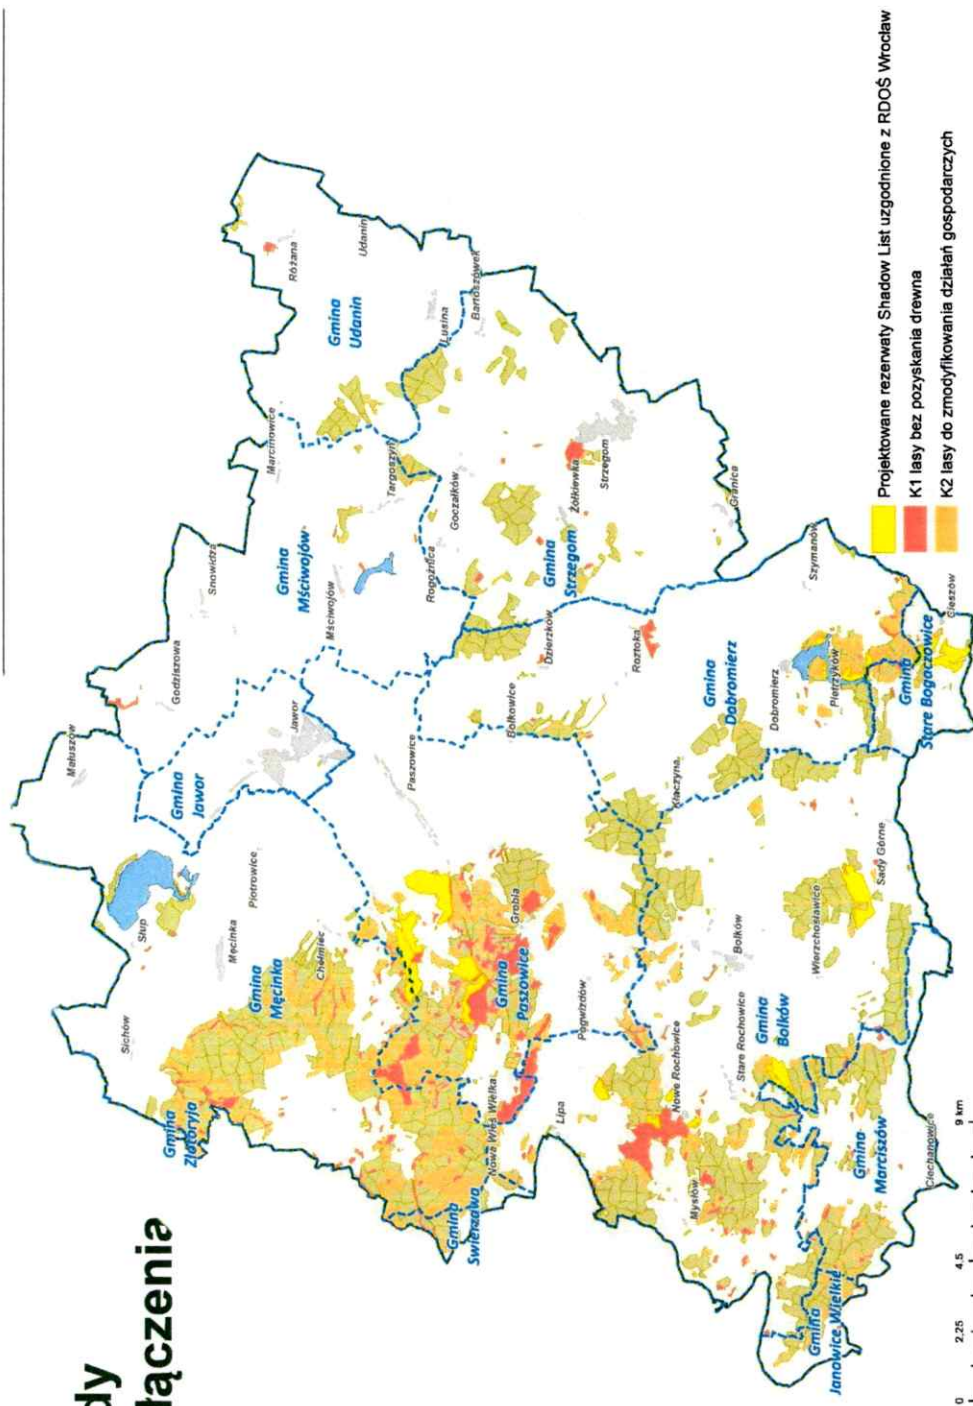 dy
łączenia
Małuszów
Snowidza
Godziszowa
Marcinowice
Różana
Udanin
Gmina
Udanin
Lusina
Bartoszówek
Gmina
Mściwojów
Mściwojów
Targoszyn
Goczałków
Rogoźnica
Gmina
Jawor
Jawor
Słup
Piotrowice
Męcinka
Chełmiec
Gmina
Męcinka
Sichów
Gmina
Złotoryja
Paszowice
Żółkiewka
Strzegom
Gmina
Strzegom
Granica
Dzierzków
Roztoka
Bolkowice
Grobla
Gmina
Paszowice
Pogwizdów
Nowa Wieś Wielka
Gmina
Świerzawa
Lipa
Kłaczyna
Gmina
Dobromierz
Dobromierz
Szymanów
Pietrzyków
Gmina
Stare Bogaczowice
Cieszów
Bolków
Wierzchosławice
Sady Górne
Nowe Rochowice
Stare Rochowice
Gmina
Bolków
Mysłów
Gmina
Marciszów
Ciechanowice
Gmina
Janowice Wielkie
Projektowane rezerwaty Shadow List uzgodnione z RDOŚ Wrocław
K1 lasy bez pozyskania drewna
K2 lasy do zmodyfikowania działań gospodarczych
0 2,25 4,5 9 km